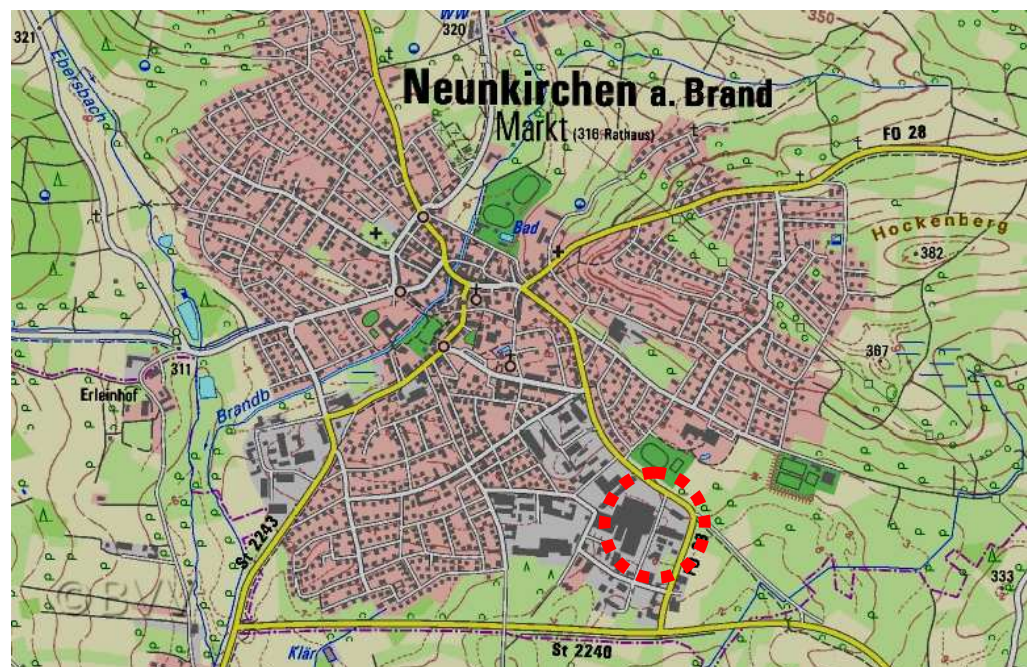 321
WW
320
350
Ebersbach
Neunkirchen a. Brand
Markt (316 Rathaus)
FO 28
Bad
Hockenberg
382
367
311
Erleinhof
Brandb
St 2243
333
St 2240
Klär